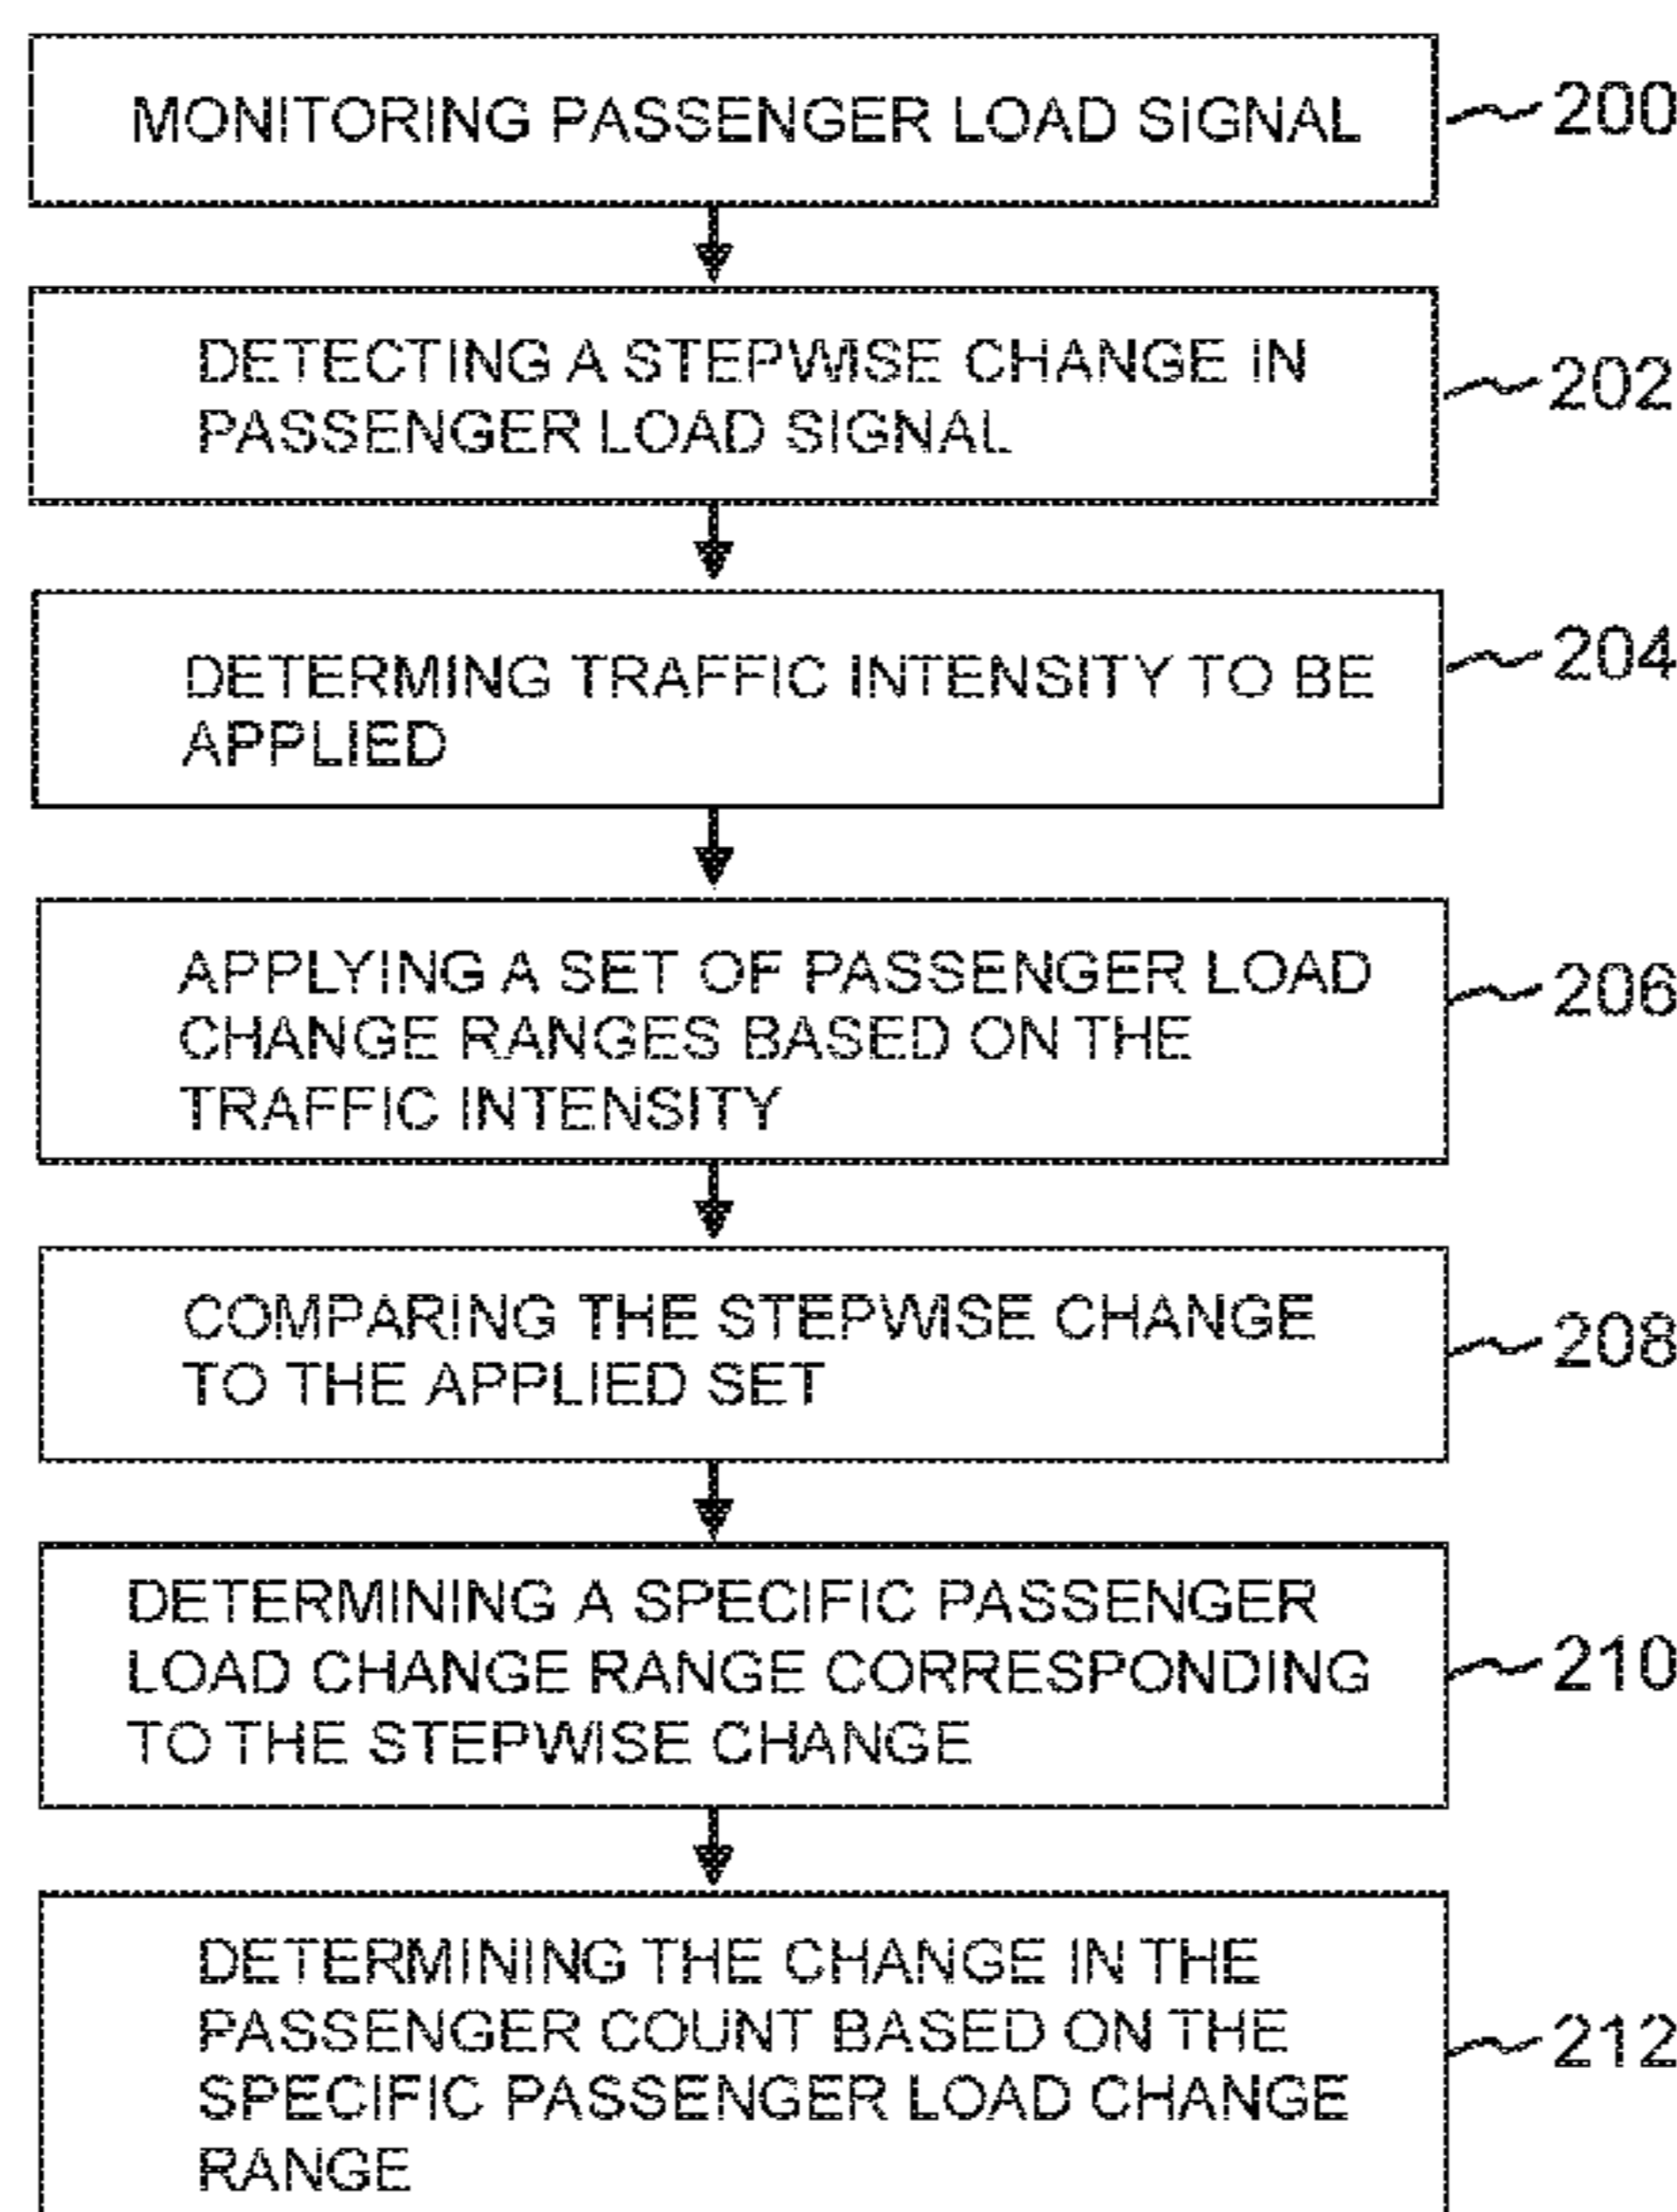 MONITORING PASSENGER LOAD SIGNAL
200
DETECTING A STEPWISE CHANGE IN
PASSENGER LOAD SIGNAL
202
DETERMING TRAFFIC INTENSITY TO BE
APPLIED
204
APPLYING A SET OF PASSENGER LOAD
CHANGE RANGES BASED ON THE
TRAFFIC INTENSITY
206
COMPARING THE STEPWISE CHANGE
TO THE APPLIED SET
208
DETERMINING A SPECIFIC PASSENGER
LOAD CHANGE RANGE CORRESPONDING
TO THE STEPWISE CHANGE
210
DETERMINING THE CHANGE IN THE
PASSENGER COUNT BASED ON THE
SPECIFIC PASSENGER LOAD CHANGE
RANGE
212